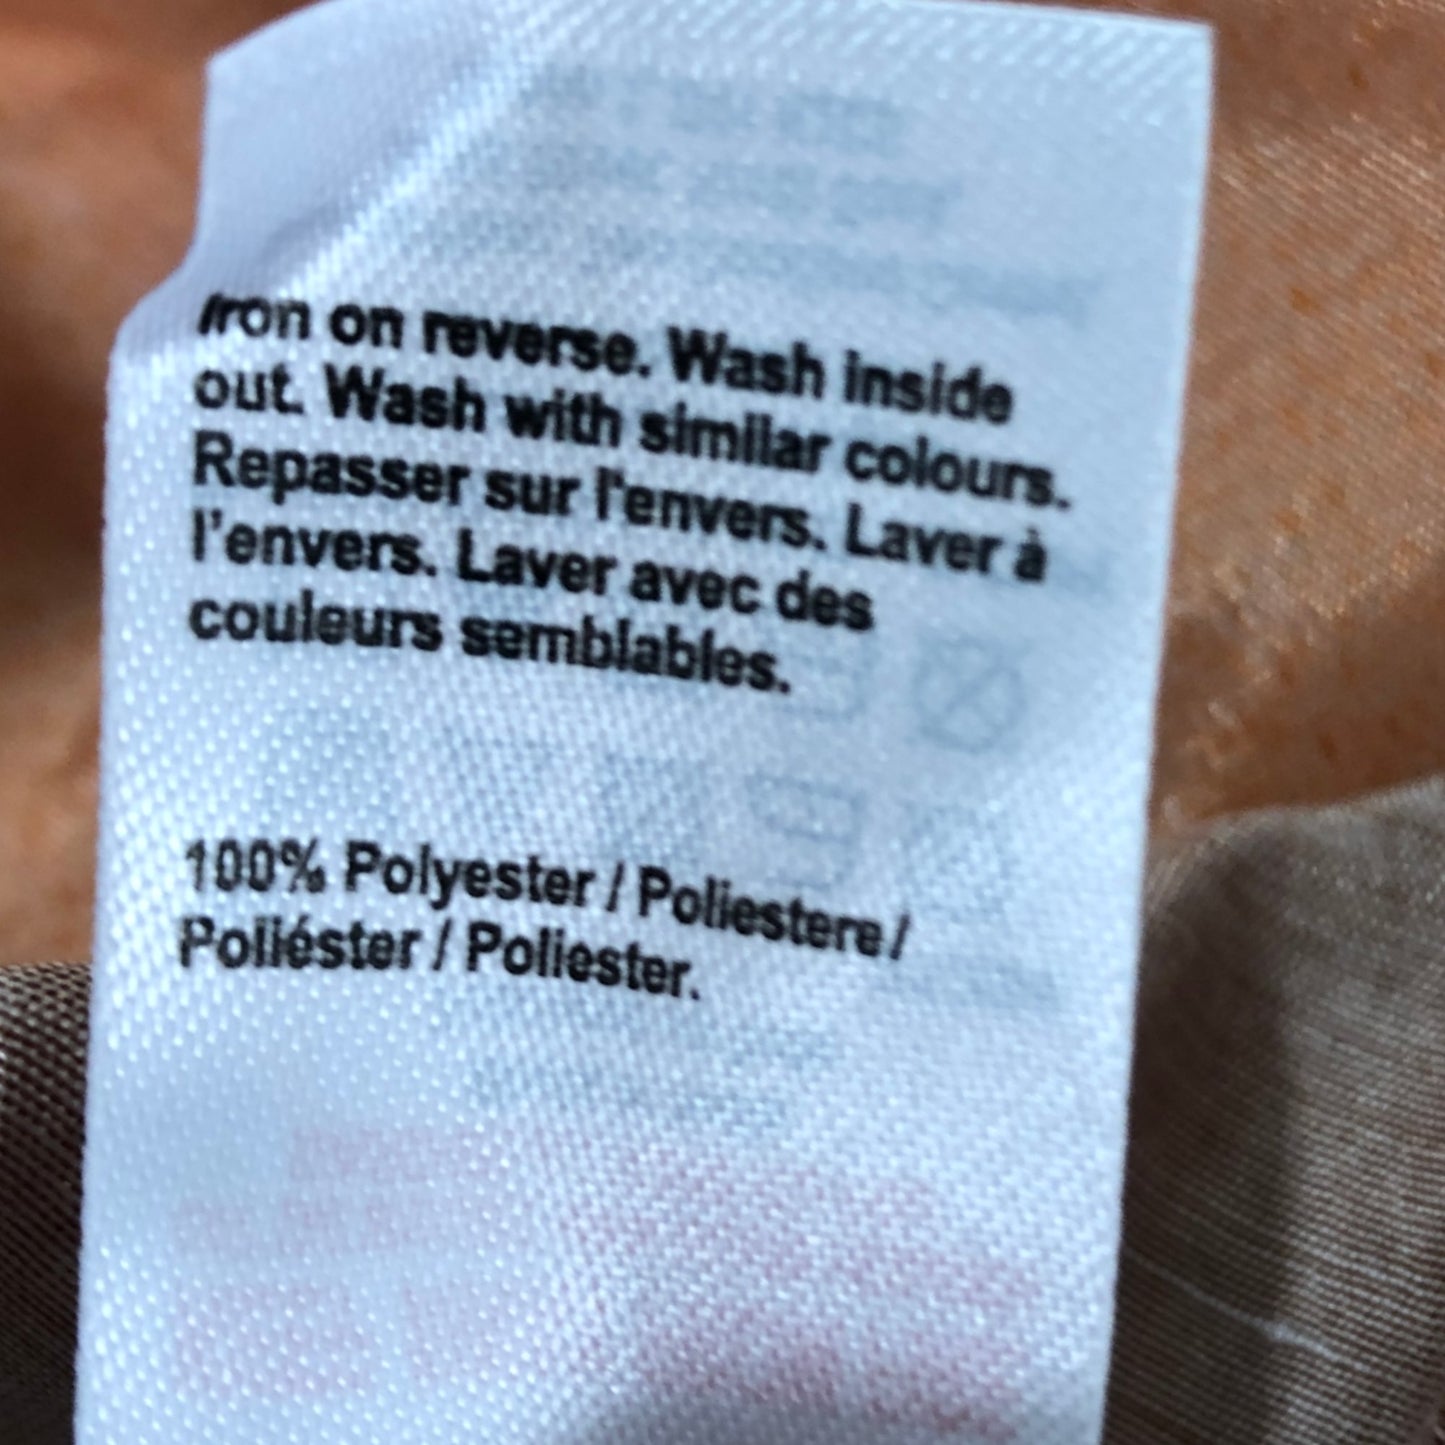 Iron on reverse. Wash inside
out. Wash with similar colours.
Repasser sur l'envers. Laver à
l'envers. Laver avec des
couleurs semblables.
100% Polyester / Poliestere /
Poliéster / Poliester.